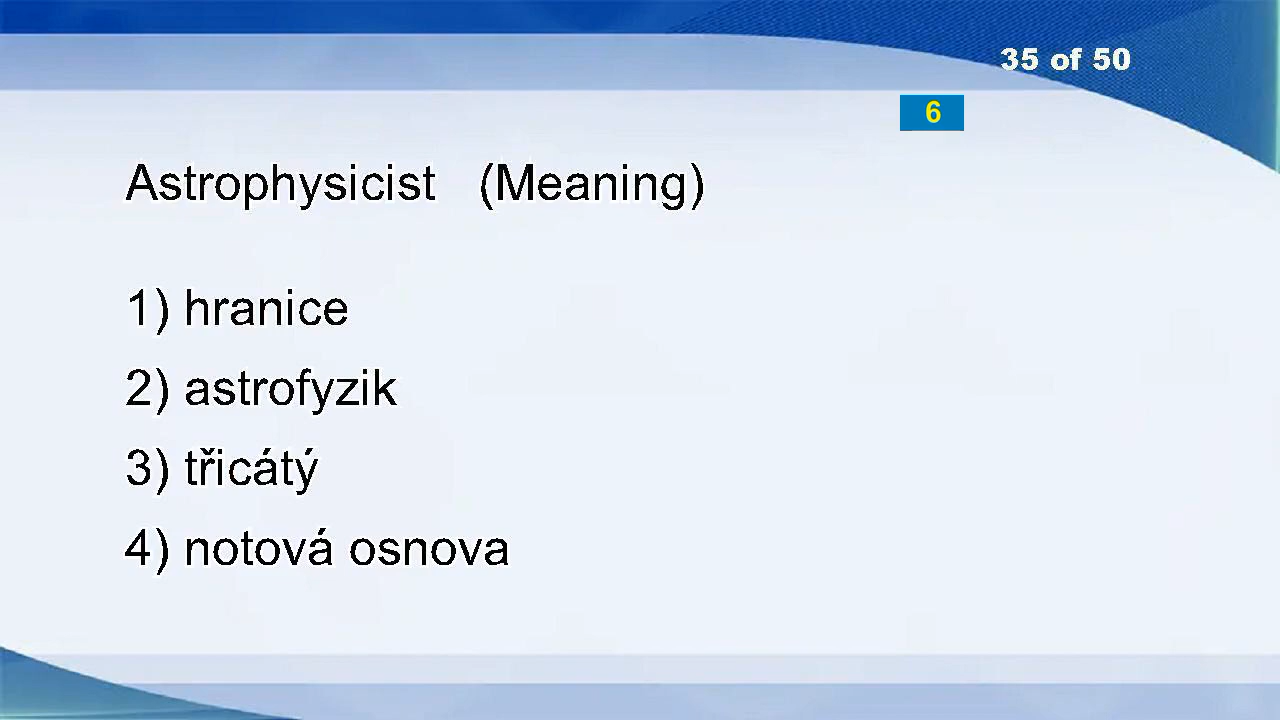 35 of 50
6
Astrophysicist (Meaning)
1) hranice
2) astrofyzik
3) třicátý
4) notová osnova